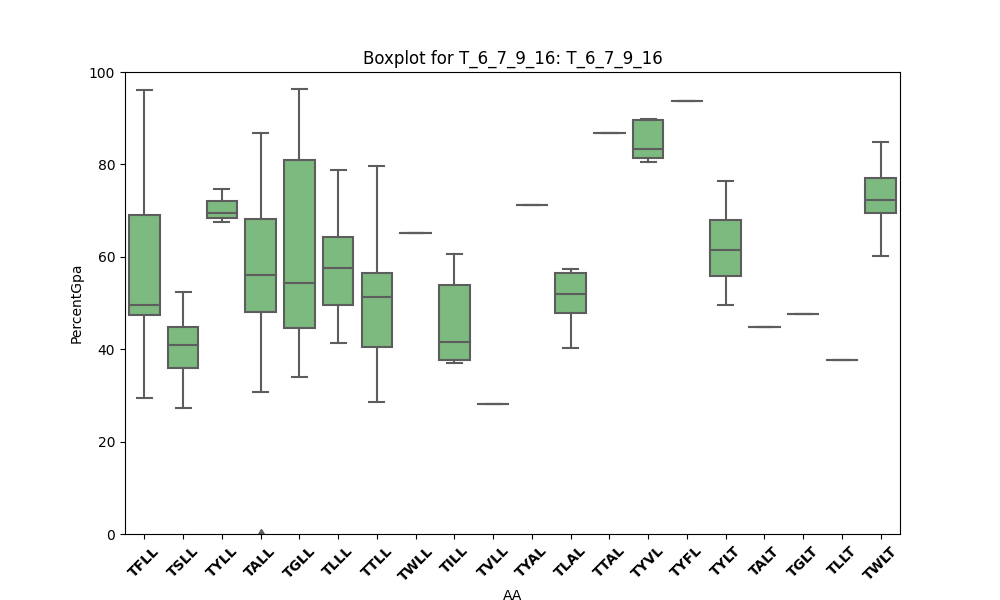 Boxplot for T_6_7_9_16: T_6_7_9_16
PercentGpa
100
80
60
40
20
0
TFLL TSLL TYLL TALL TGLL TLLL TTLL TWLL TILL TVLL TYAL TLAL TTAL TYVL TYFL TYLT TALT TGLT TLLT TWLT
AA